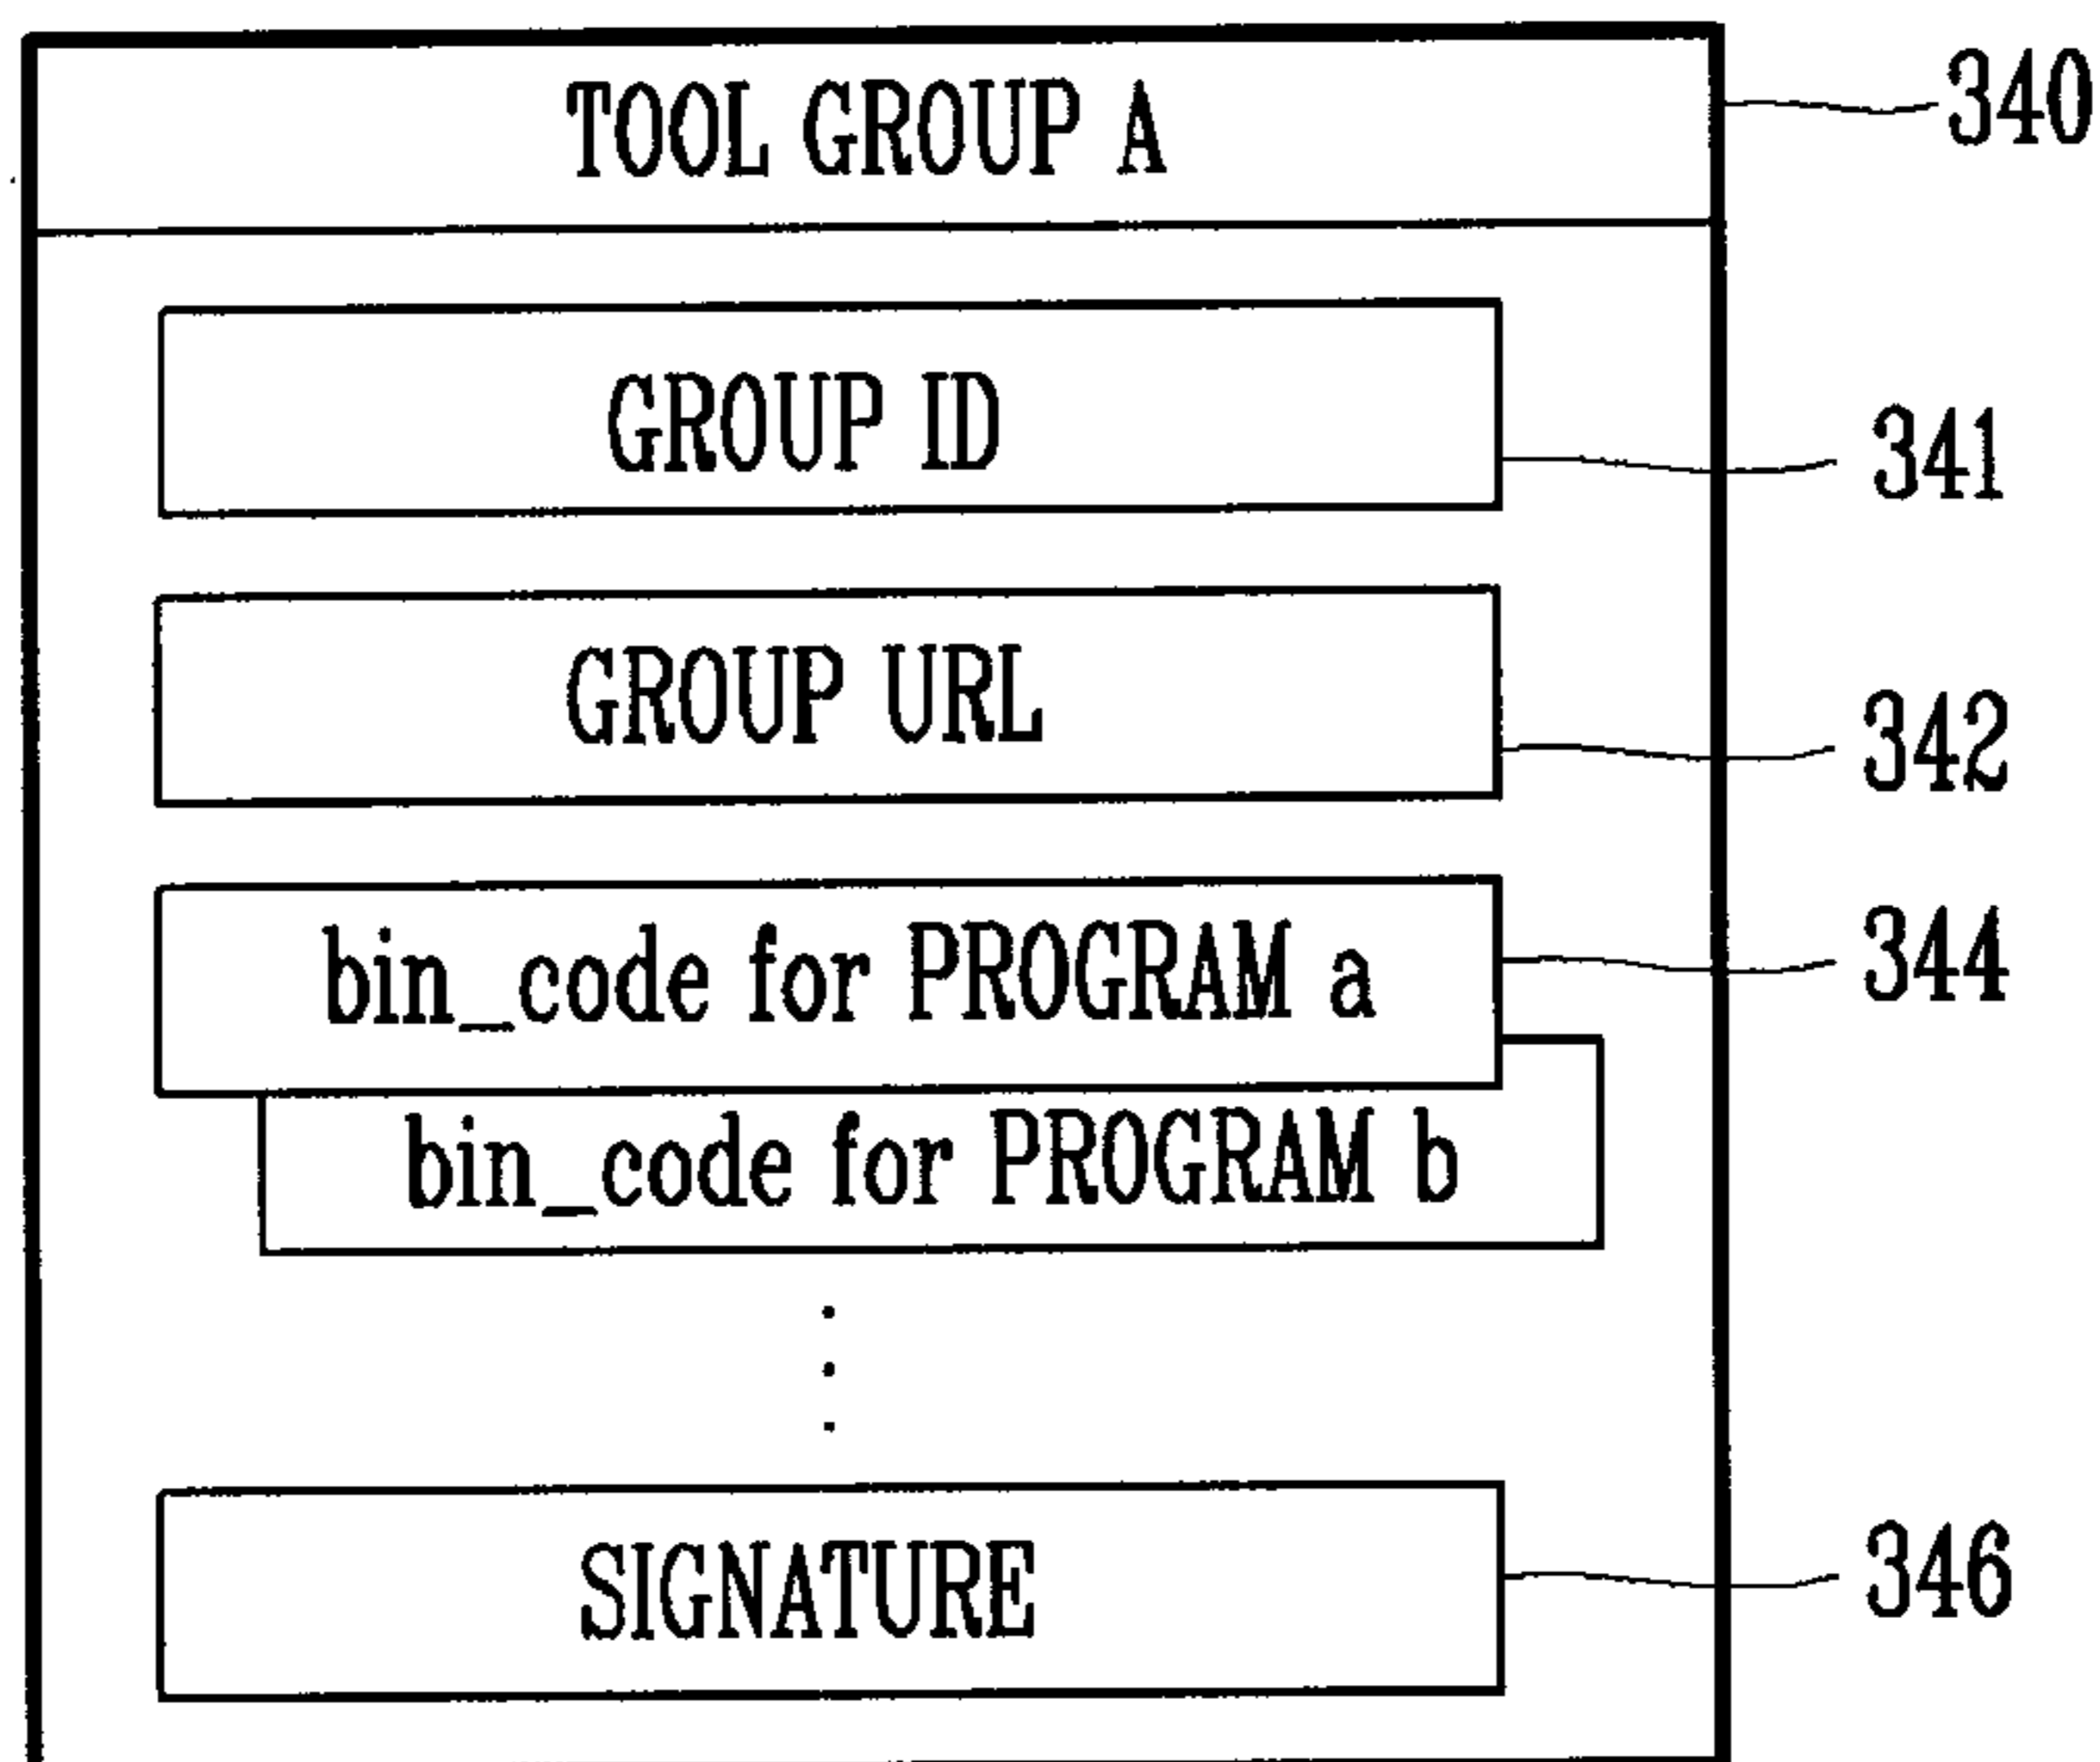 TOOL GROUP A
340
GROUP ID
341
GROUP URL
342
bin_code for PROGRAM a
344
bin_code for PROGRAM b
SIGNATURE
346